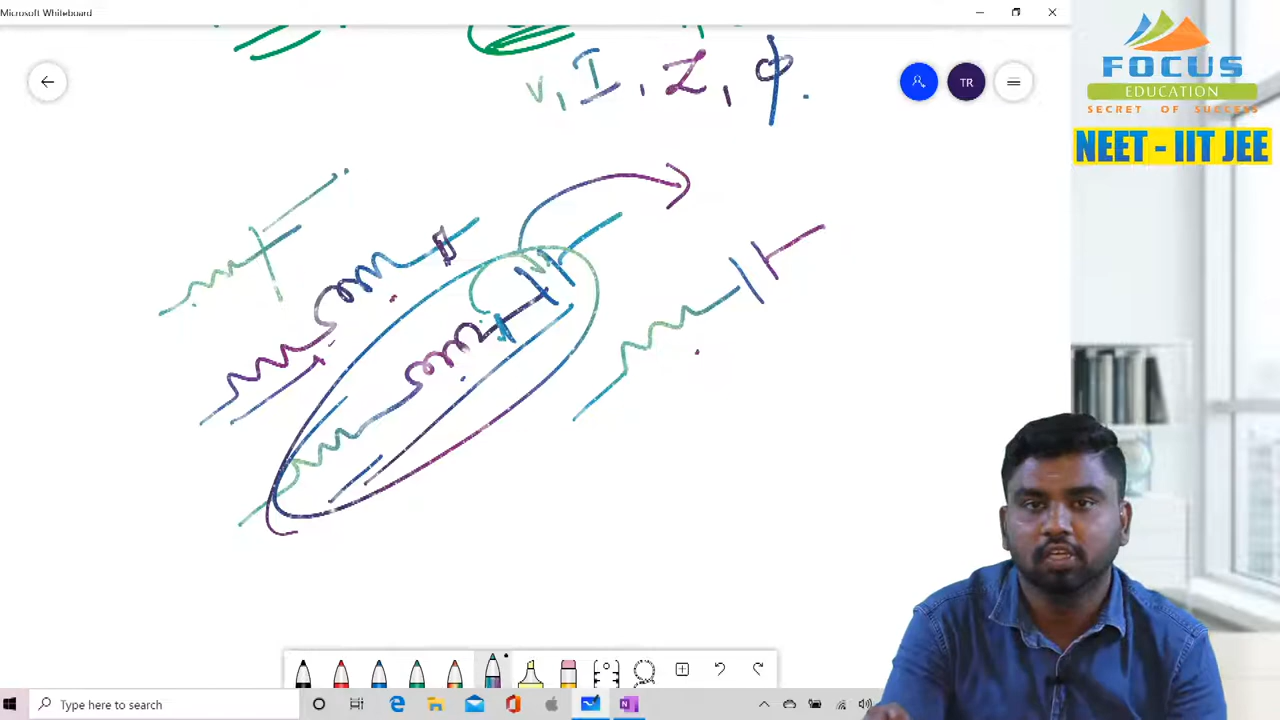 Microsoft Whiteboard
v, I, Z, φ.
TR
FOCUS
EDUCATION
SECRET OF SUCCESS
NEET - IIT JEE
Type here to search